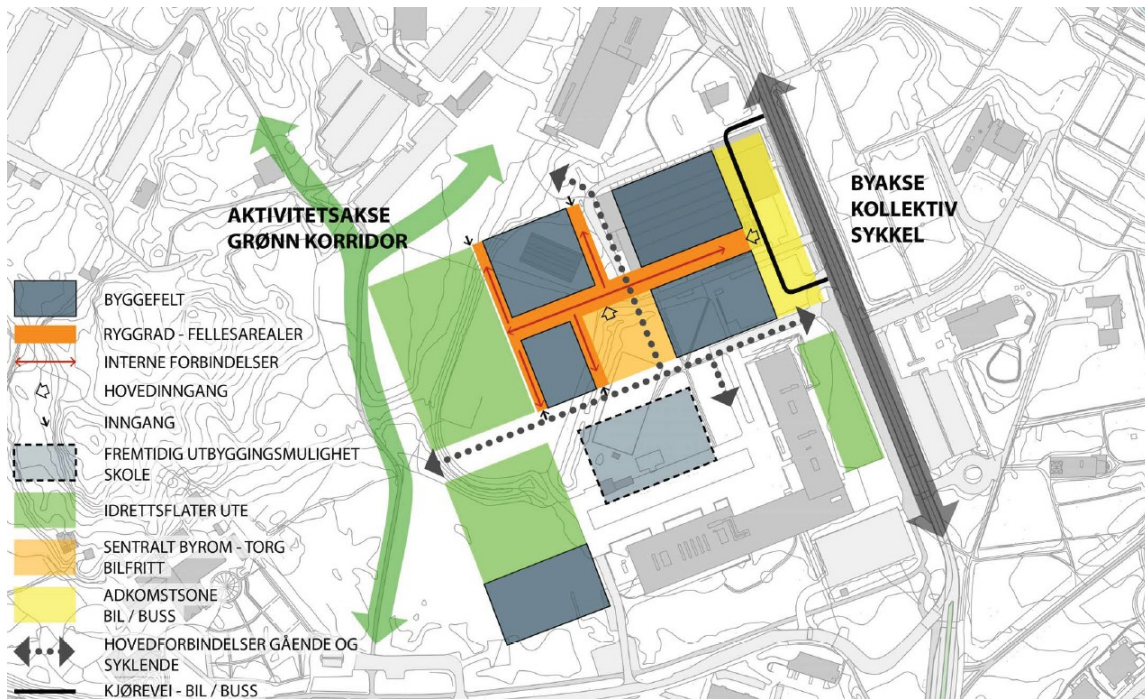 AKTIVITETSAKSE
GRØNN KORRIDOR
BYAKSE
KOLLEKTIV
SYKKEL
BYGGEFELT
RYGGRAD - FELLESAREALER
INTERNE FORBINDELSER
HOVEDINNGANG
INNGANG
FREMTIDIG UTBYGGINGSMULIGHET
SKOLE
IDRETTSFLATER UTE
SENTRALT BYROM - TORG
BILFRITT
ADKOMSTSONE
BIL / BUSS
HOVEDFORBINDELSER GÅENDE OG
SYKLENDE
KJØREVEI - BIL / BUSS